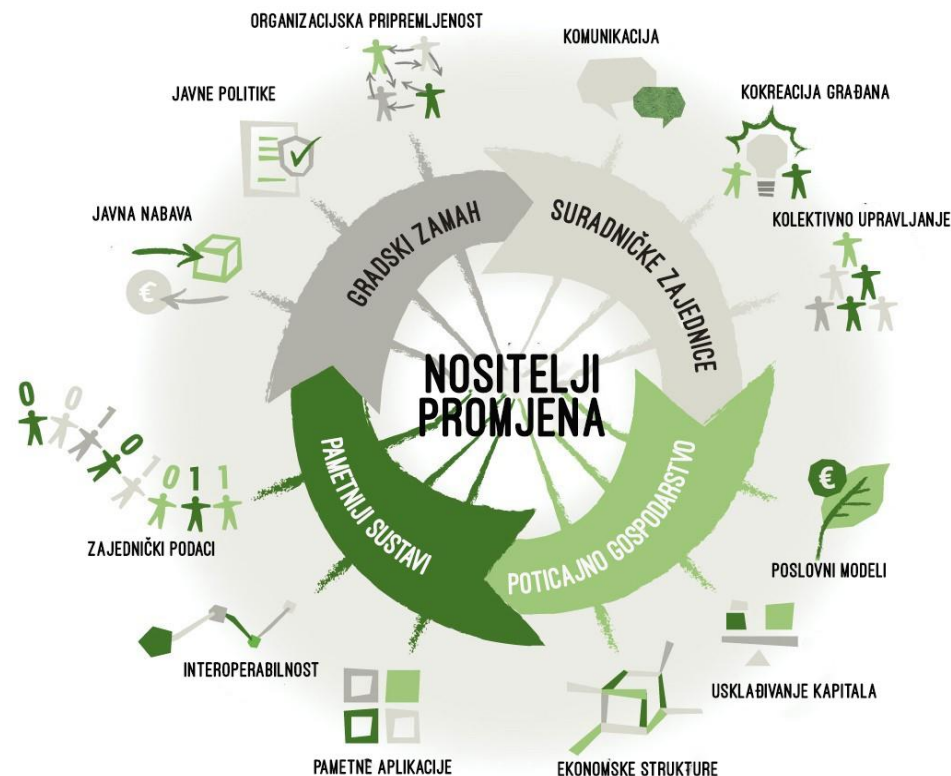 ORGANIZACIJSKA PRIPREMLJENOST
KOMUNIKACIJA
JAVNE POLITIKE
KOKREACIJA GRAĐANA
JAVNA NABAVA
KOLEKTIVNO UPRAVLJANJE
GRADSKI ZAMAH
SURADNIČKE ZAJEDNICE
€
NOSITELJI
PROMJENA
0 0 1 0 1 0 1 1
PAMETNIJI SUSTAVI
POTICAJNO GOSPODARSTVO
€
ZAJEDNIČKI PODACI
POSLOVNI MODELI
INTEROPERABILNOST
USKLAĐIVANJE KAPITALA
PAMETNE APLIKACIJE
EKONOMSKE STRUKTURE